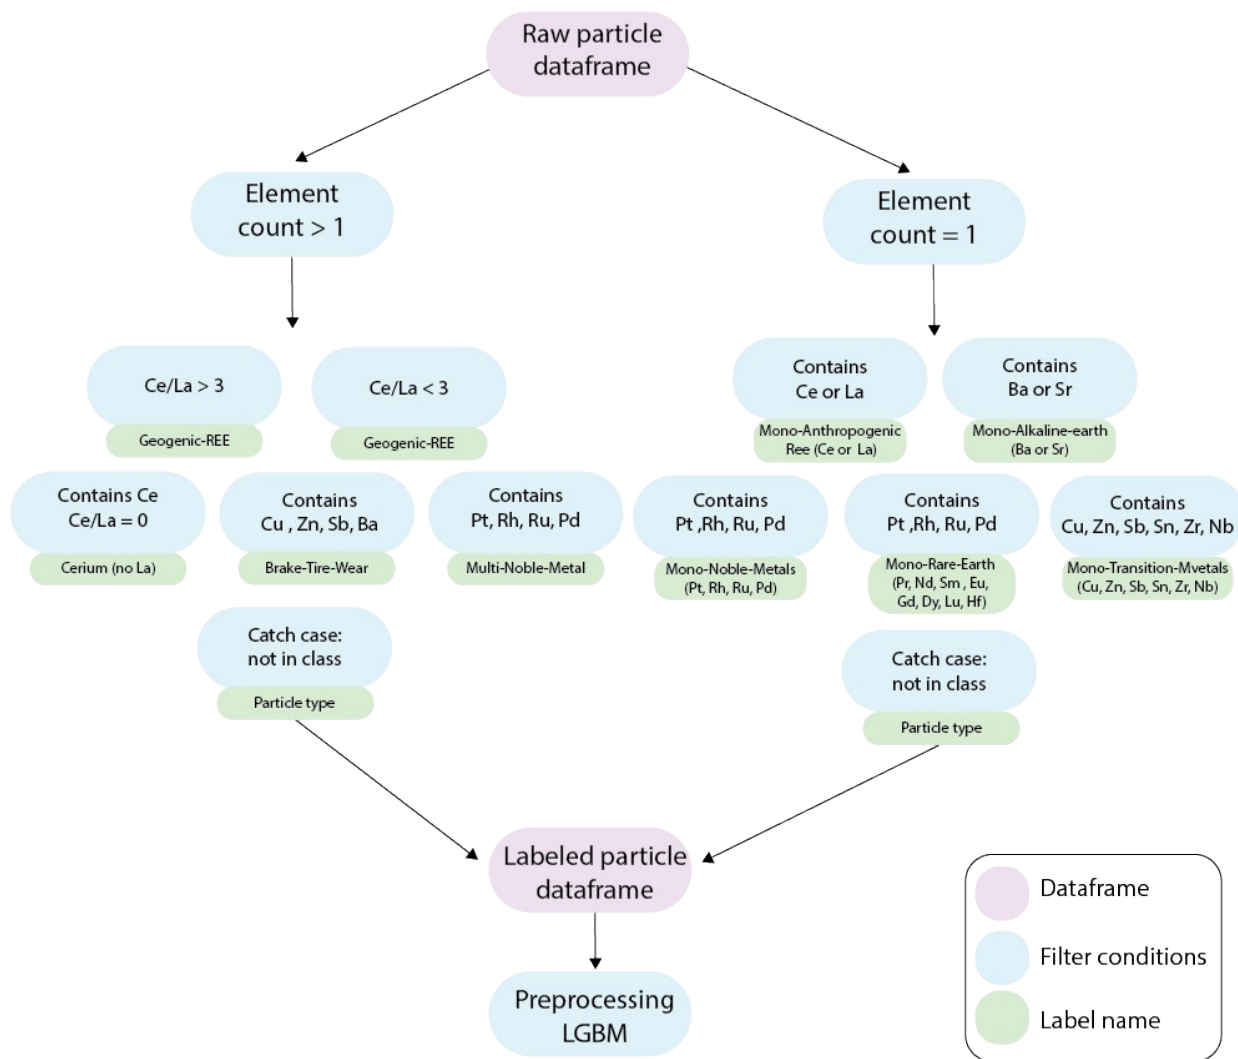 Raw particle
dataframe
Element
count > 1
Element
count = 1
Ce/La > 3
Geogenic-REE
Ce/La < 3
Geogenic-REE
Contains
Ce or La
Mono-Anthropogenic
Ree (Ce or La)
Contains
Ba or Sr
Mono-Alkaline-earth
(Ba or Sr)
Contains Ce
Ce/La = 0
Cerium (no La)
Contains
Cu , Zn, Sb, Ba
Brake-Tire-Wear
Contains
Pt, Rh, Ru, Pd
Multi-Noble-Metal
Contains
Pt ,Rh, Ru, Pd
Mono-Noble-Metals
(Pt, Rh, Ru, Pd)
Contains
Pt ,Rh, Ru, Pd
Mono-Rare-Earth
(Pr, Nd, Sm , Eu,
Gd, Dy, Lu, Hf)
Contains
Cu, Zn, Sb, Sn, Zr, Nb
Mono-Transition-Mvetals
(Cu, Zn, Sb, Sn, Zr, Nb)
Catch case:
not in class
Particle type
Catch case:
not in class
Particle type
Labeled particle
dataframe
Preprocessing
LGBM
Dataframe
Filter conditions
Label name